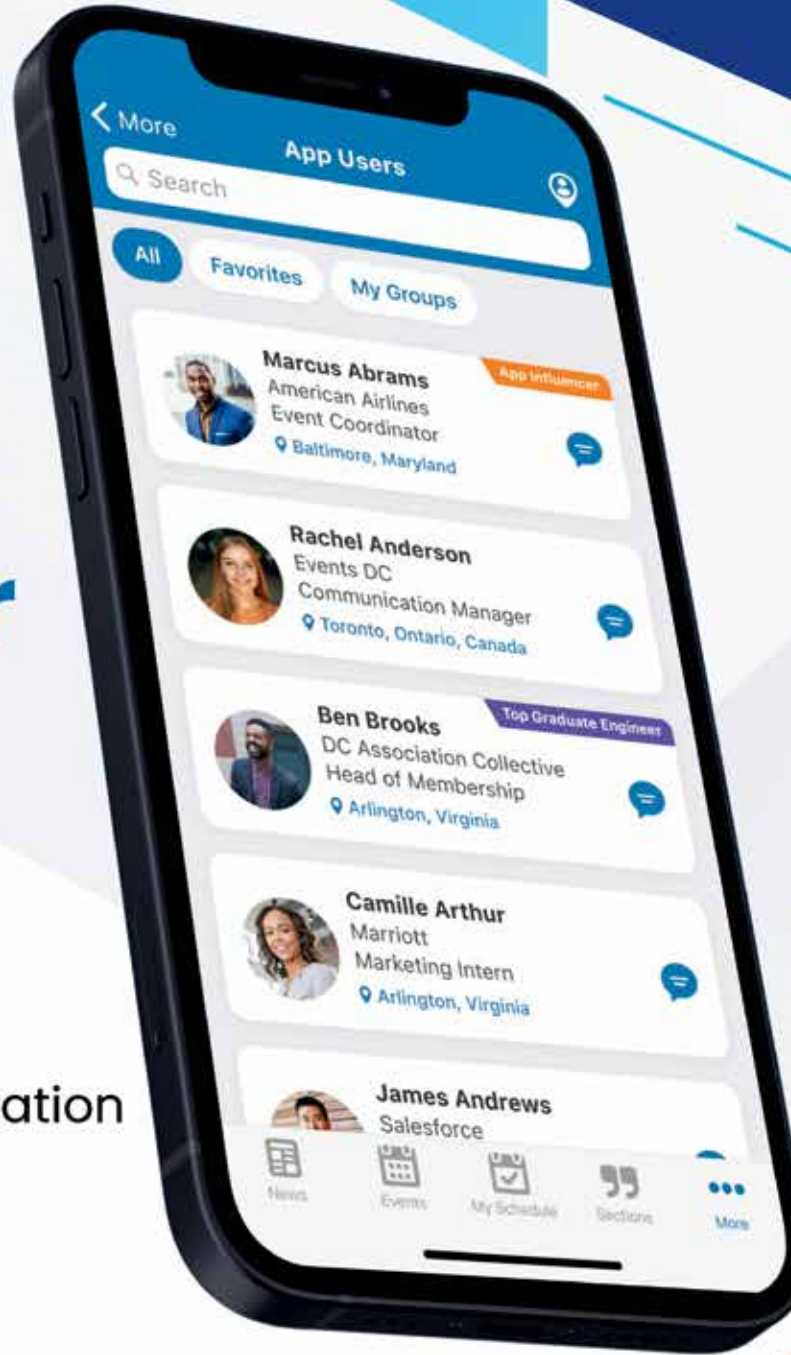 More
App Users
Search
All
Favorites
My Groups
Marcus Abrams
App Influencer
American Airlines
Event Coordinator
Baltimore, Maryland
Rachel Anderson
Events DC
Communication Manager
Toronto, Ontario, Canada
Ben Brooks
Top Graduate Engineer
DC Association Collective
Head of Membership
Arlington, Virginia
Camille Arthur
Marriott
Marketing Intern
Arlington, Virginia
James Andrews
Salesforce
ation
News
Events
My Schedule
Sections
More